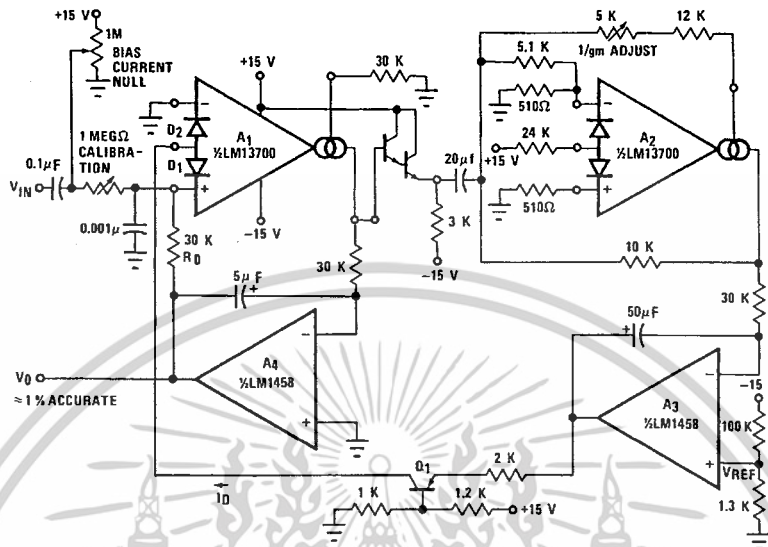 +15 V
1M
BIAS
CURRENT
NULL
1 MEGΩ
CALIBRA-
TION
0.1µF
VIN
0.001µ
30 K
RD
D2
D1
+15 V
−
A1
½LM13700
+
−15 V
30 K
20µf
3 K
−15 V
30 K
5µF
+
A4
½LM1458
−
+
VO
≈1 % ACCURATE
ID
5 K
1/gm ADJUST
12 K
5.1 K
510Ω
24 K
+15 V
510Ω
−
A2
½LM13700
+
10 K
30 K
50µF
+
A3
½LM1458
−
+
−15
100 K
VREF
1.3 K
Q1
2 K
1 K
1.2 K
+15 V